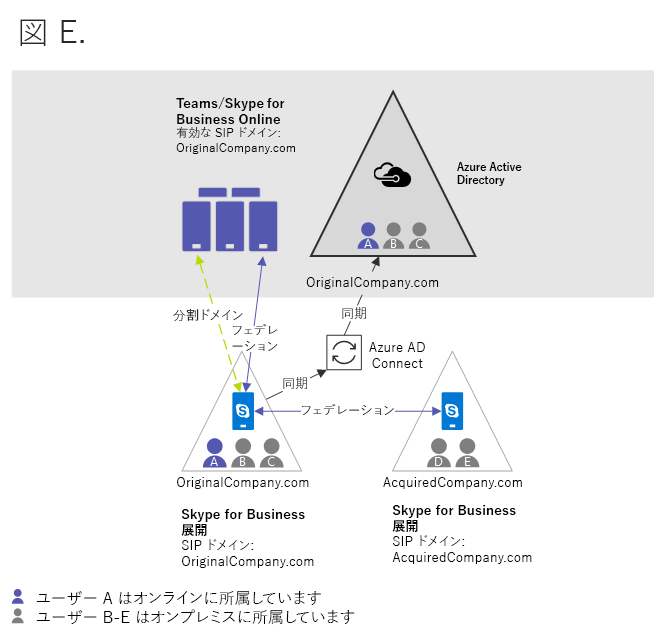 図 E.
Teams/Skype for
Business Online
有効な SIP ドメイン:
OriginalCompany.com
Azure Active
Directory
A
B
C
OriginalCompany.com
分割ドメイン
フェデレ
ーション
同期
Azure AD
Connect
同期
フェデレーション
A
B
C
D
E
OriginalCompany.com
AcquiredCompany.com
Skype for Business
展開
SIP ドメイン:
OriginalCompany.com
Skype for Business
展開
SIP ドメイン:
AcquiredCompany.com
ユーザー A はオンラインに所属しています
ユーザー B-E はオンプレミスに所属しています